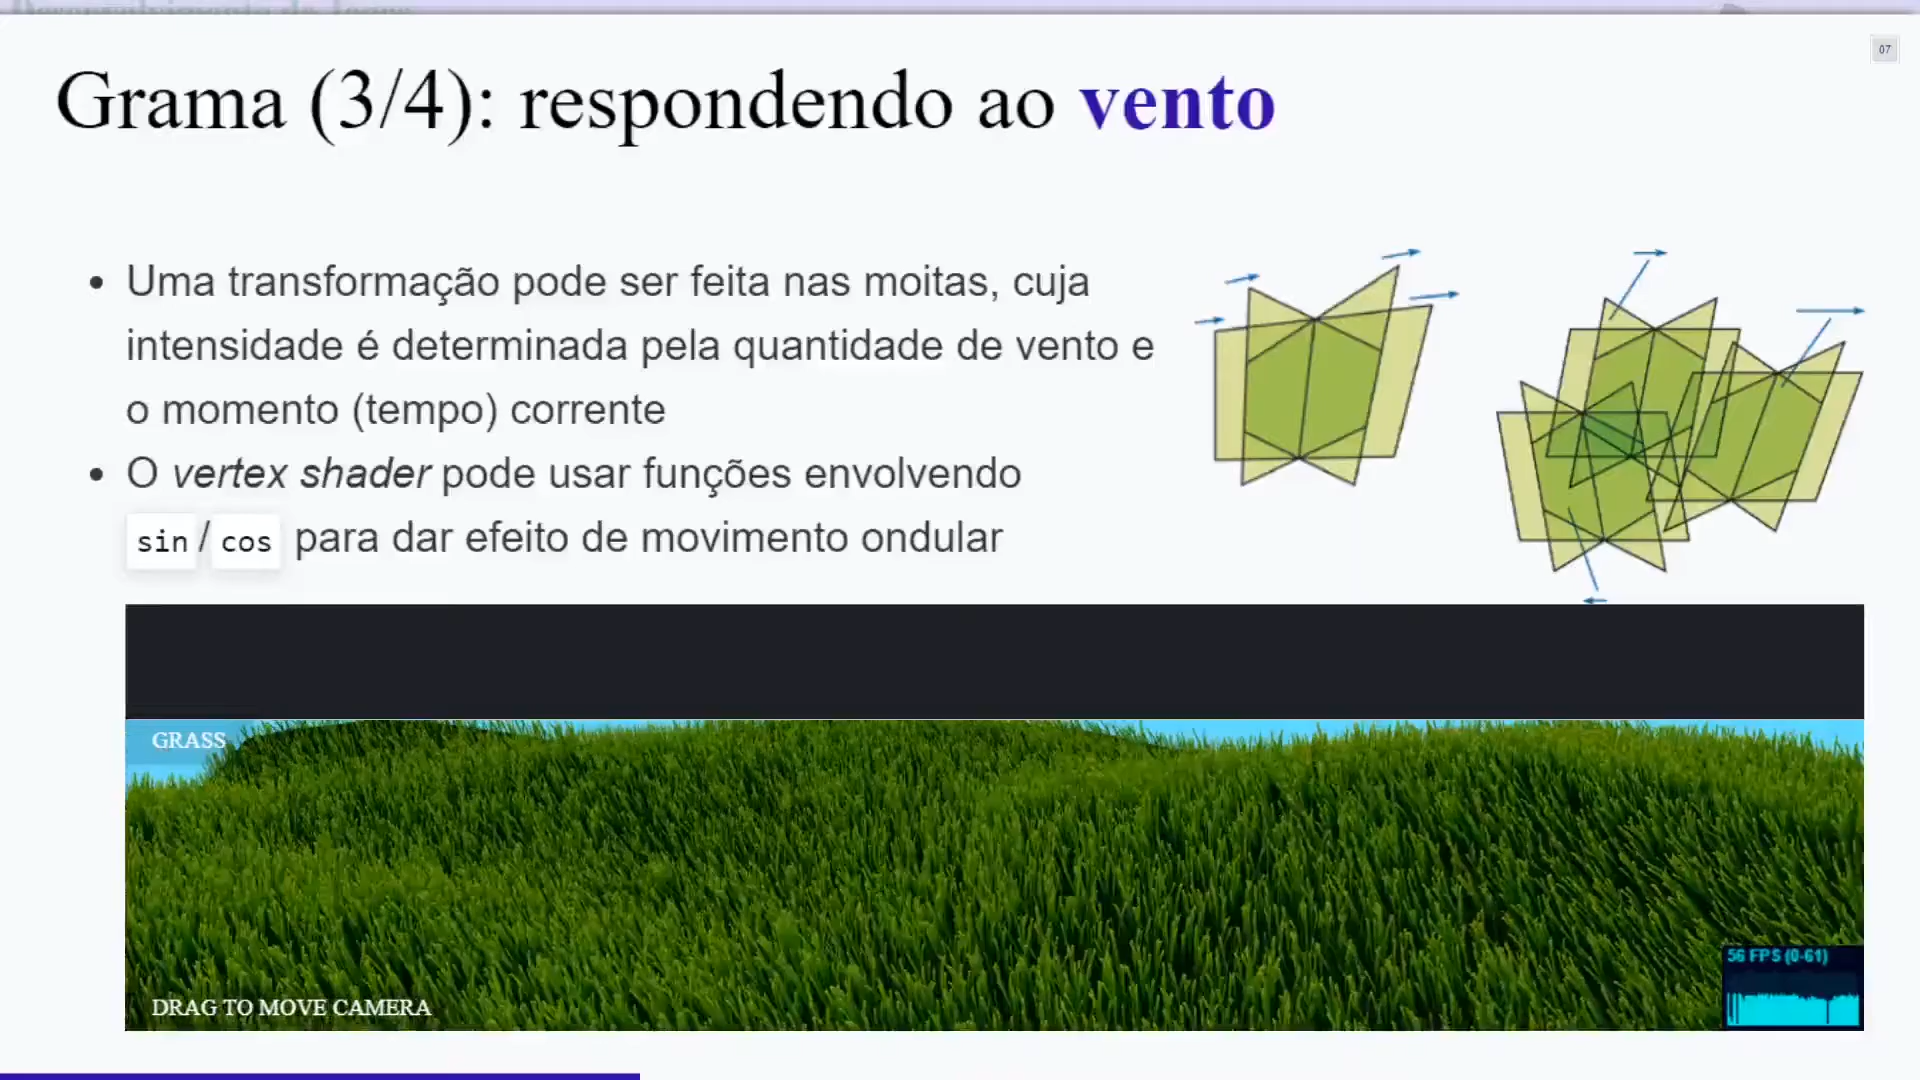 07
Grama (3/4): respondendo ao vento
• Uma transformação pode ser feita nas moitas, cuja
intensidade é determinada pela quantidade de vento e
o momento (tempo) corrente
• O vertex shader pode usar funções envolvendo
sin/cos para dar efeito de movimento ondular
GRASS
56 FPS (0-61)
DRAG TO MOVE CAMERA